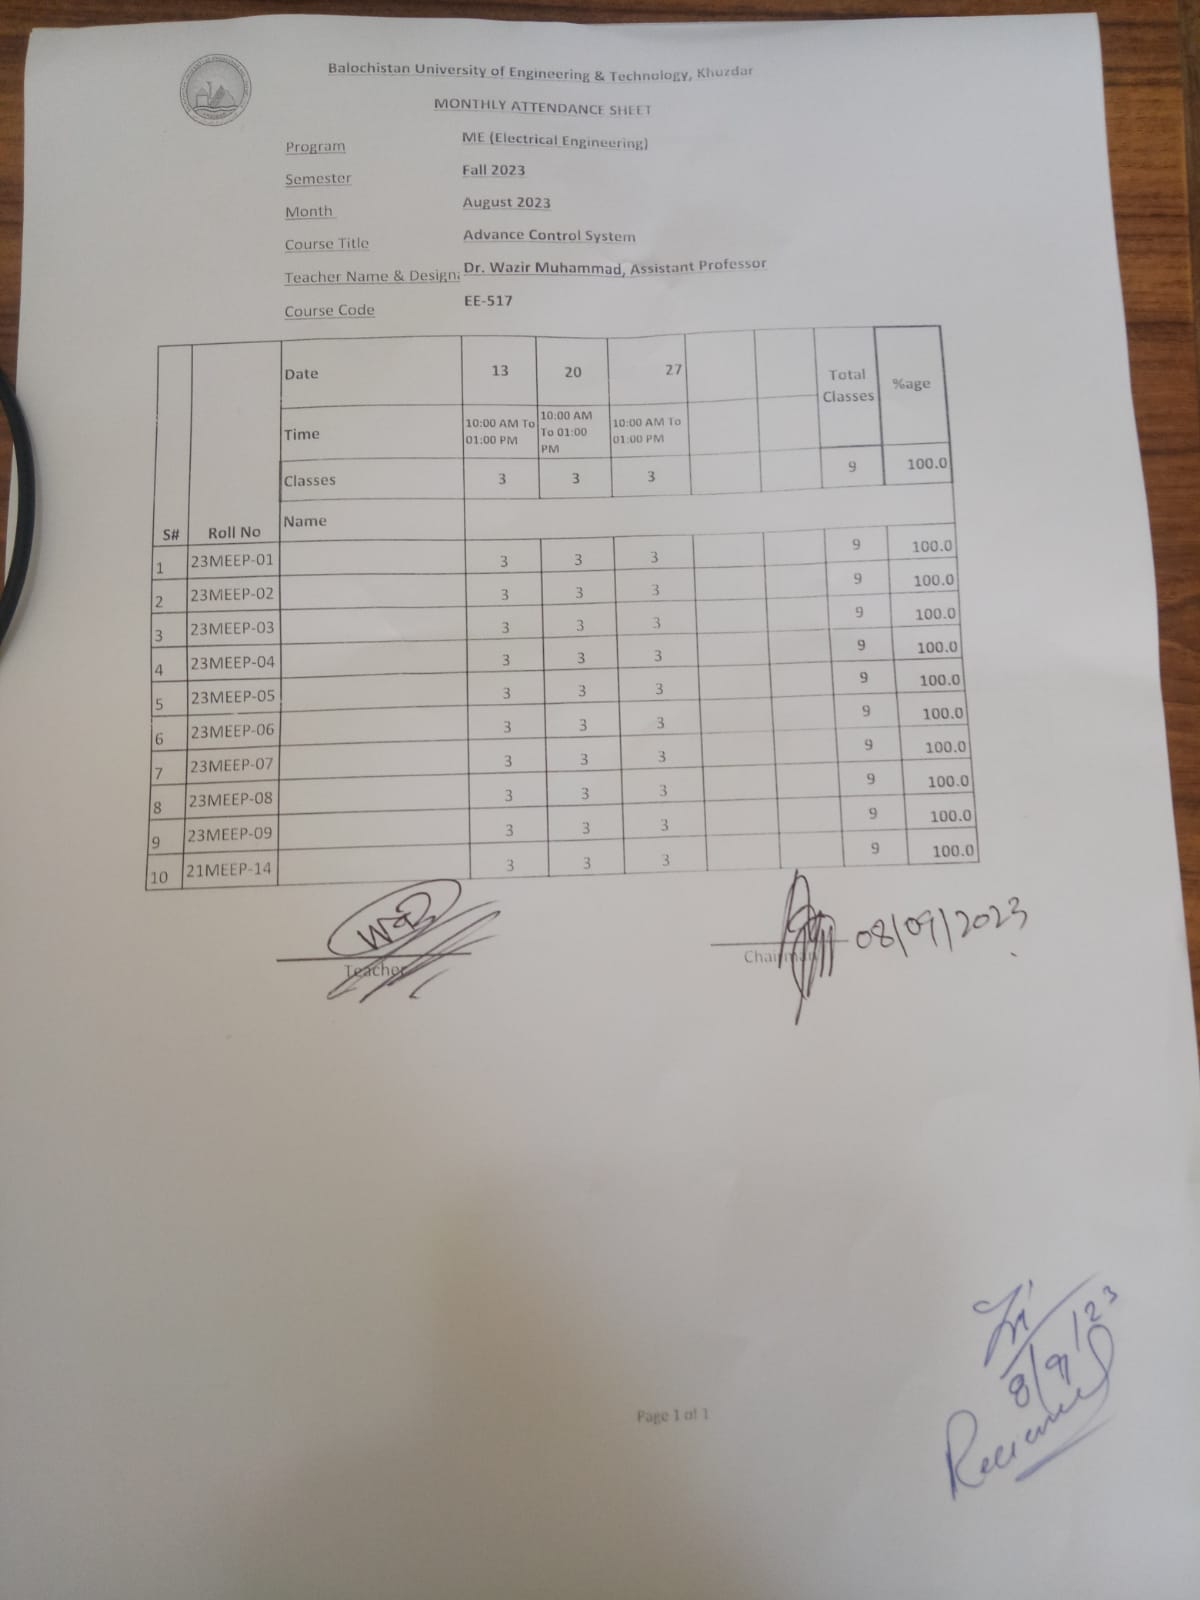 Balochistan University of Engineering & Technology, Khuzdar
MONTHLY ATTENDANCE SHEET
Program ME (Electrical Engineering)
Semester Fall 2023
Month August 2023
Course Title Advance Control System
Teacher Name & Design: Dr. Wazir Muhammad, Assistant Professor
Course Code EE-517
S# Roll No Date 13 20 27 Total Classes %age
Time 10:00 AM To 01:00 PM 10:00 AM To 01:00 PM 10:00 AM To 01:00 PM
Classes 3 3 3 9 100.0
Name
1 23MEEP-01 3 3 3 9 100.0
2 23MEEP-02 3 3 3 9 100.0
3 23MEEP-03 3 3 3 9 100.0
4 23MEEP-04 3 3 3 9 100.0
5 23MEEP-05 3 3 3 9 100.0
6 23MEEP-06 3 3 3 9 100.0
7 23MEEP-07 3 3 3 9 100.0
8 23MEEP-08 3 3 3 9 100.0
9 23MEEP-09 3 3 3 9 100.0
10 21MEEP-14 3 3 3 9 100.0
Teacher Chairman 08/09/2023
8/9/23
Received
Page 1 of 1